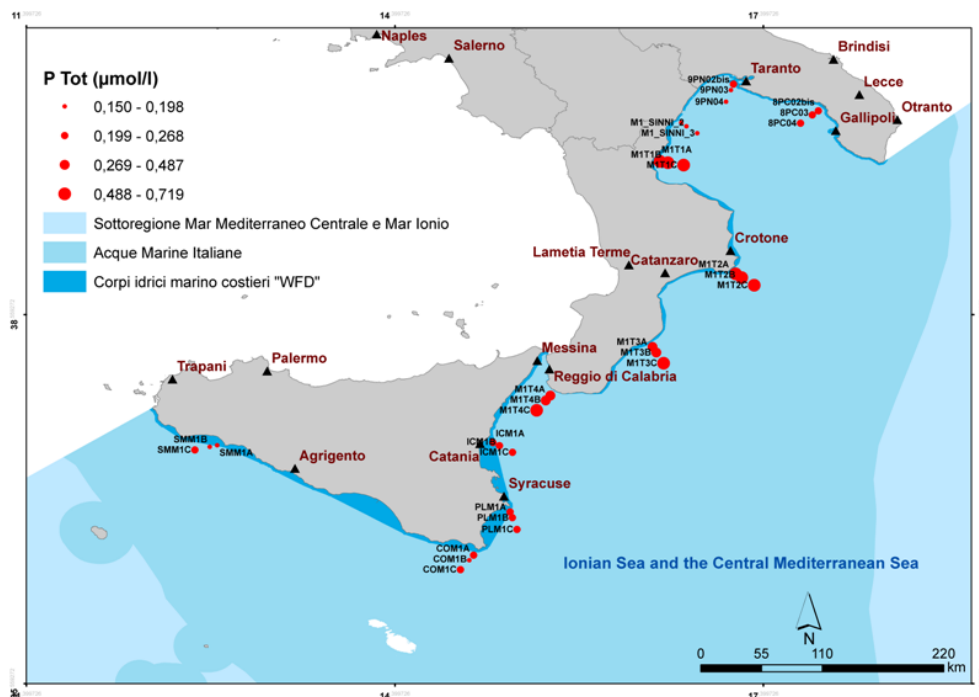 11
14
17
Naples
Salerno
Brindisi
Taranto
Lecce
Otranto
Gallipoli
P Tot (µmol/l)
0,150 - 0,198
0,199 - 0,268
0,269 - 0,487
0,488 - 0,719
Sottoregione Mar Mediterraneo Centrale e Mar Ionio
Acque Marine Italiane
Corpi idrici marino costieri "WFD"
9PN02bis
9PN03
9PN04
8PC02bis
8PC03
8PC04
M1_SINNI_2
M1_SINNI_3
M1T1A
M1T1B
M1T1C
Crotone
Lametia Terme
Catanzaro
M1T2A
M1T2B
M1T2C
38
M1T3A
M1T3B
M1T3C
Messina
Reggio di Calabria
Trapani
Palermo
M1T4A
M1T4B
M1T4C
ICM1A
ICM1B
ICM1C
SMM1B
SMM1C
SMM1A
Agrigento
Catania
Syracuse
PLM1A
PLM1B
PLM1C
COM1A
COM1B
COM1C
Ionian Sea and the Central Mediterranean Sea
N
0 55 110 220
km
14
17